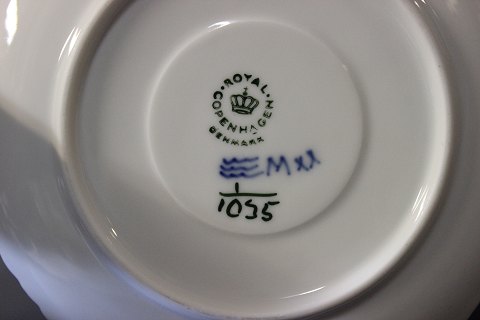 ROYAL
COPENHAGEN
DENMARK
1
1035